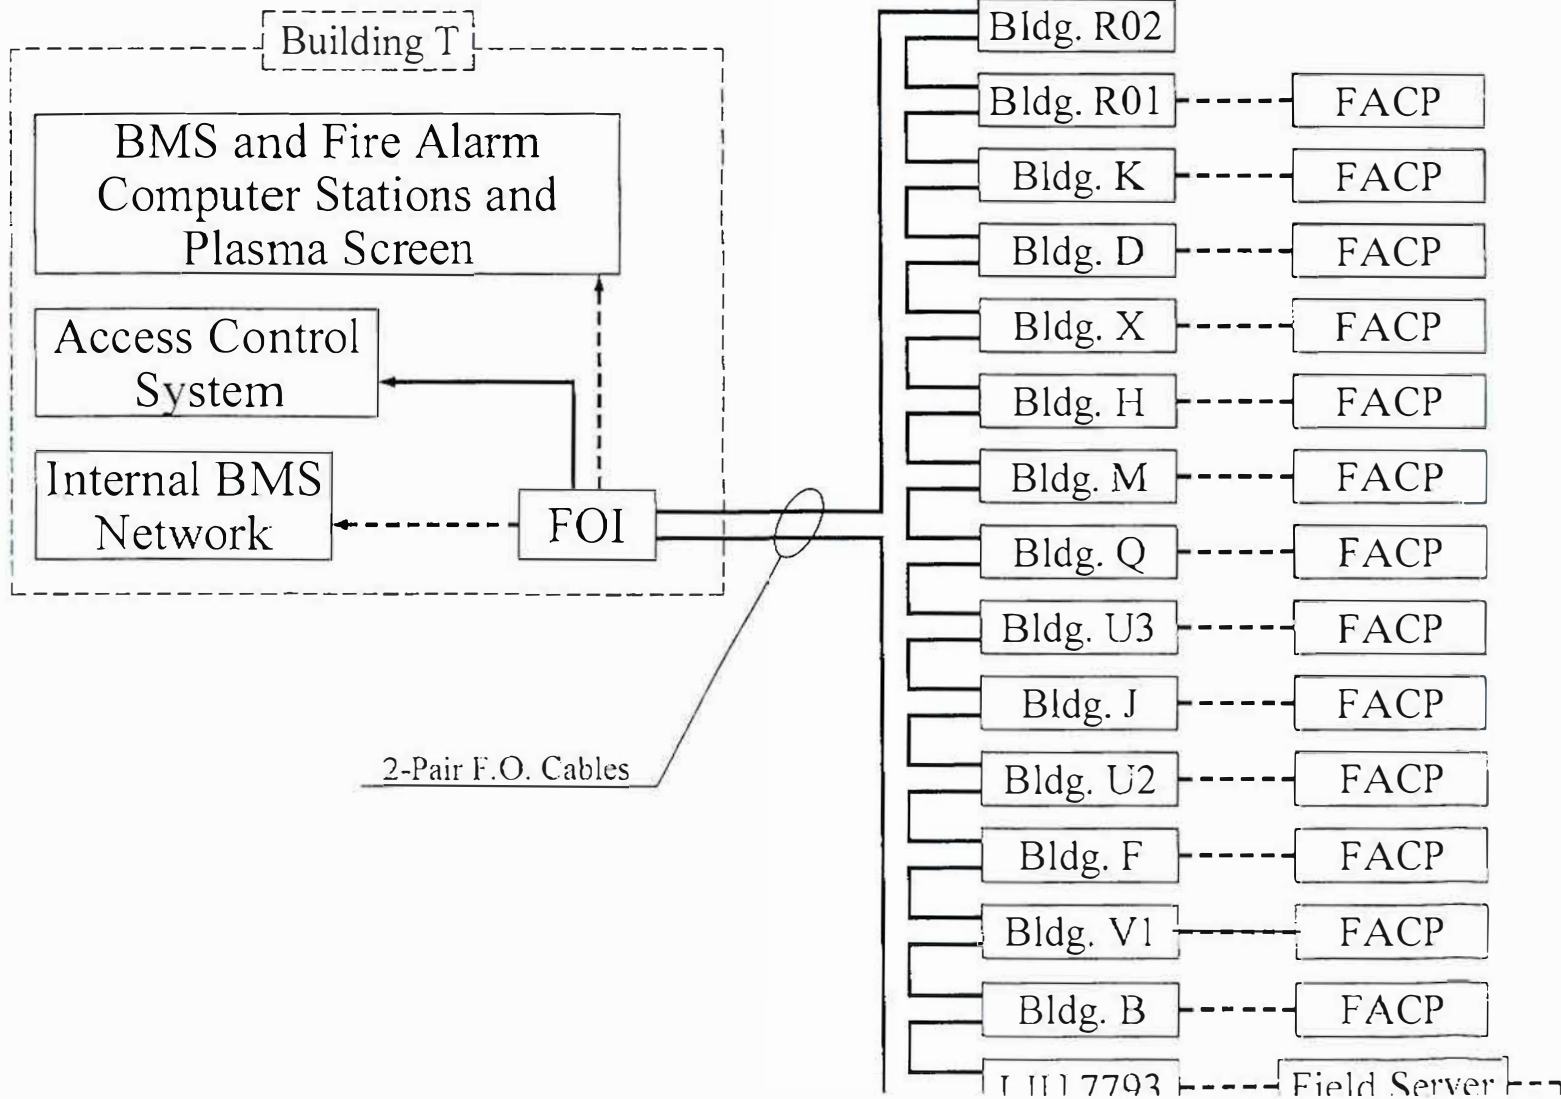 Building T
BMS and Fire Alarm
Computer Stations and
Plasma Screen
Access Control
System
Internal BMS
Network
FOI
2-Pair F.O. Cables
Bldg. R02
Bldg. R01 FACP
Bldg. K FACP
Bldg. D FACP
Bldg. X FACP
Bldg. H FACP
Bldg. M FACP
Bldg. Q FACP
Bldg. U3 FACP
Bldg. J FACP
Bldg. U2 FACP
Bldg. F FACP
Bldg. V1 FACP
Bldg. B FACP
7793 Field Server